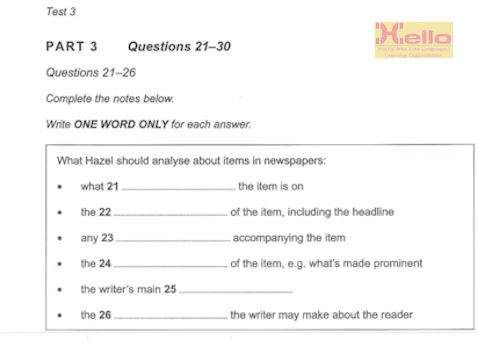 Test 3
Hello
PART 3 Questions 21–30
Questions 21–26
Complete the notes below.
Write ONE WORD ONLY for each answer.
What Hazel should analyse about items in newspapers:
• what 21 the item is on
• the 22 of the item, including the headline
• any 23 accompanying the item
• the 24 of the item, e.g. what's made prominent
• the writer's main 25
• the 26 the writer may make about the reader